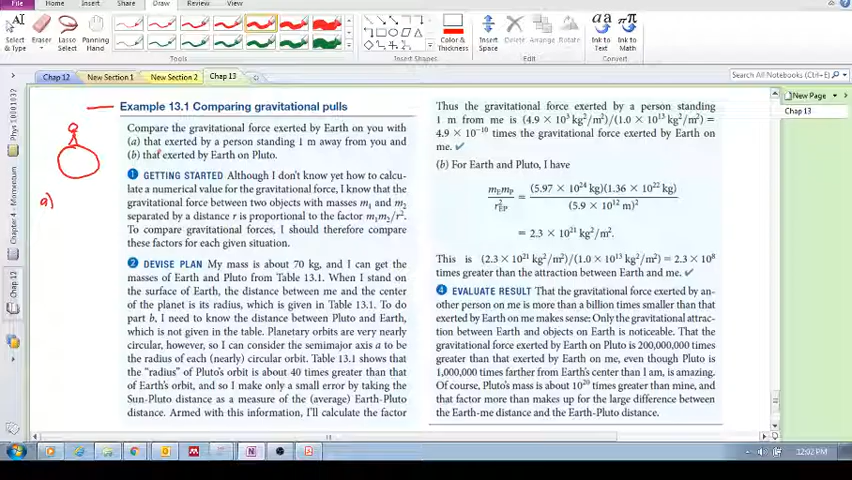 File
Home
Insert
Share
Draw
Review
View
Select & Type
Eraser
Lasso Select
Panning Hand
Tools
Insert Shapes
Color & Thickness
Insert Space
Delete
Arrange
Rotate
Edit
Ink to Text
Ink to Math
Convert
Chap 12
New Section 1
New Section 2
Chap 13
Search All Notebooks (Ctrl+E)
New Page
Chap 13
Chapter 4 - Momentum
Chap 12
Example 13.1 Comparing gravitational pulls
Compare the gravitational force exerted by Earth on you with
(a) that exerted by a person standing 1 m away from you and
(b) that exerted by Earth on Pluto.
a)
1 GETTING STARTED Although I don't know yet how to calcu-
late a numerical value for the gravitational force, I know that the
gravitational force between two objects with masses m1 and m2
separated by a distance r is proportional to the factor m1m2/r².
To compare gravitational forces, I should therefore compare
these factors for each given situation.
2 DEVISE PLAN My mass is about 70 kg, and I can get the
masses of Earth and Pluto from Table 13.1. When I stand on
the surface of Earth, the distance between me and the center
of the planet is its radius, which is given in Table 13.1. To do
part b, I need to know the distance between Pluto and Earth,
which is not given in the table. Planetary orbits are very nearly
circular, however, so I can consider the semimajor axis a to be
the radius of each (nearly) circular orbit. Table 13.1 shows that
the "radius" of Pluto's orbit is about 40 times greater than that
of Earth's orbit, and so I make only a small error by taking the
Sun-Pluto distance as a measure of the (average) Earth-Pluto
distance. Armed with this information, I'll calculate the factor
Thus the gravitational force exerted by a person standing
1 m from me is (4.9 × 10³ kg²/m²)/(1.0 × 10¹³ kg²/m²) =
4.9 × 10⁻¹⁰ times the gravitational force exerted by Earth on
me. ✓
(b) For Earth and Pluto, I have
mEmP/r²EP = (5.97 × 10²⁴ kg)(1.36 × 10²² kg)/(5.9 × 10¹² m)²
= 2.3 × 10²¹ kg²/m².
This is (2.3 × 10²¹ kg²/m²)/(1.0 × 10¹³ kg²/m²) = 2.3 × 10⁸
times greater than the attraction between Earth and me. ✓
4 EVALUATE RESULT That the gravitational force exerted by an-
other person on me is more than a billion times smaller than that
exerted by Earth on me makes sense: Only the gravitational attrac-
tion between Earth and objects on Earth is noticeable. That the
gravitational force exerted by Earth on Pluto is 200,000,000 times
greater than that exerted by Earth on me, even though Pluto is
1,000,000 times farther from Earth's center than I am, is amazing.
Of course, Pluto's mass is about 10²⁰ times greater than mine, and
that factor more than makes up for the large difference between
the Earth-me distance and the Earth-Pluto distance.
12:02 PM